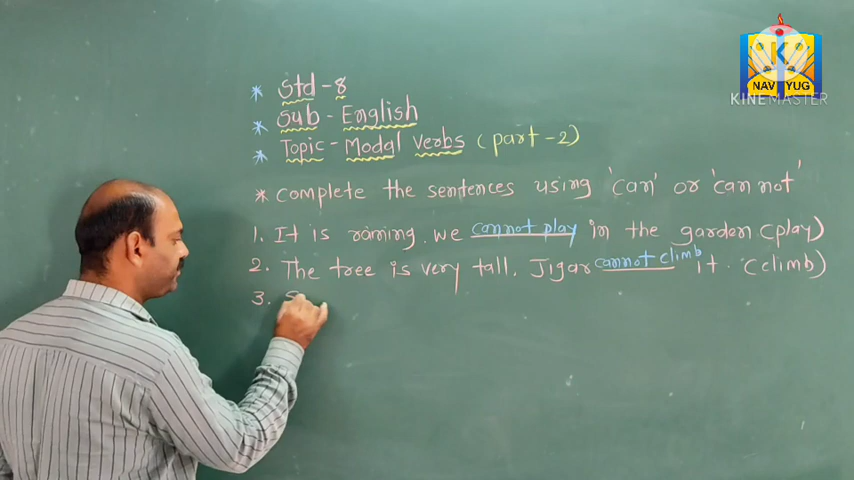 * Std - 8
* Sub - English
* Topic - Modal verbs (part - 2)
* Complete the sentences using 'can' or 'can not'
1. It is raining. we cannot play in the garden (play)
2. The tree is very tall. Jigar cannot climb it. (climb)
3. S
NAV YUG
KINEMASTER